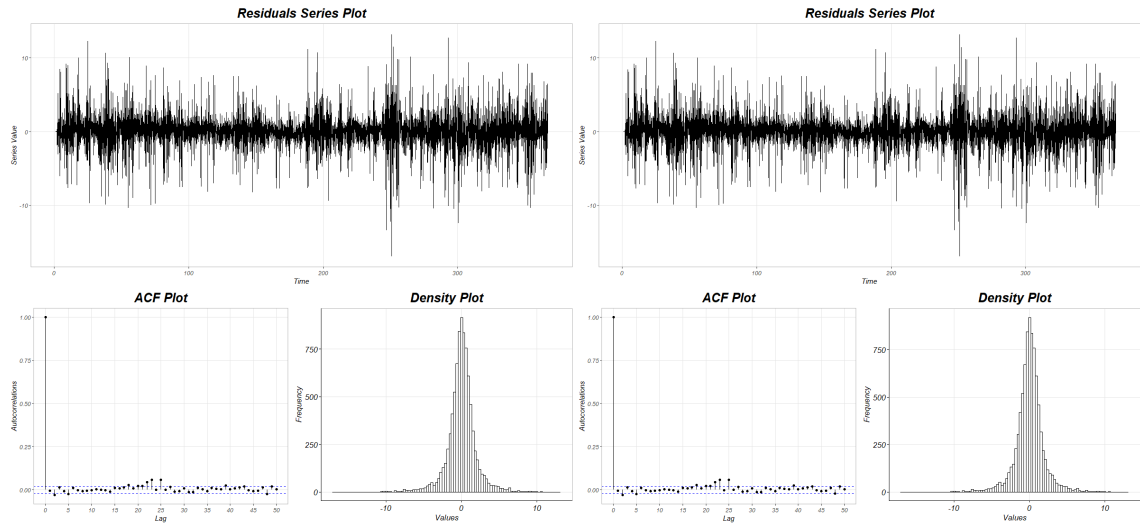 Residuals Series Plot
Series Value
10
0
-10
0
100
200
300
Time
Residuals Series Plot
Series Value
10
0
-10
0
100
200
300
Time
ACF Plot
Autocorrelations
1.00
0.75
0.50
0.25
0.00
0 5 10 15 20 25 30 35 40 45 50
Lag
Density Plot
Frequency
750
500
250
0
-10 0 10
Values
ACF Plot
Autocorrelations
1.00
0.75
0.50
0.25
0.00
0 5 10 15 20 25 30 35 40 45 50
Lag
Density Plot
Frequency
750
500
250
0
-10 0 10
Values